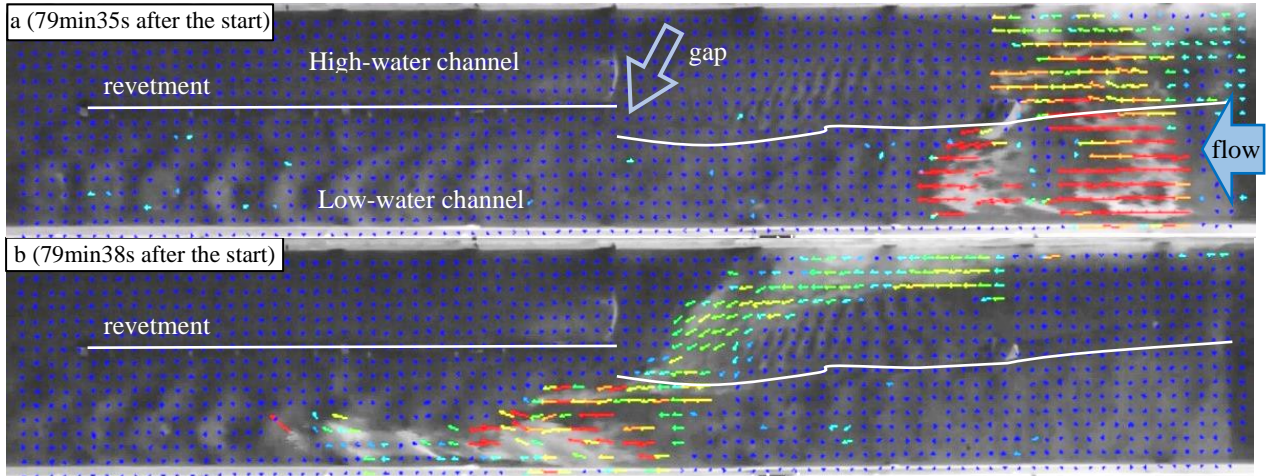 a (79min35s after the start)
High-water channel
gap
revetment
flow
Low-water channel
b (79min38s after the start)
revetment